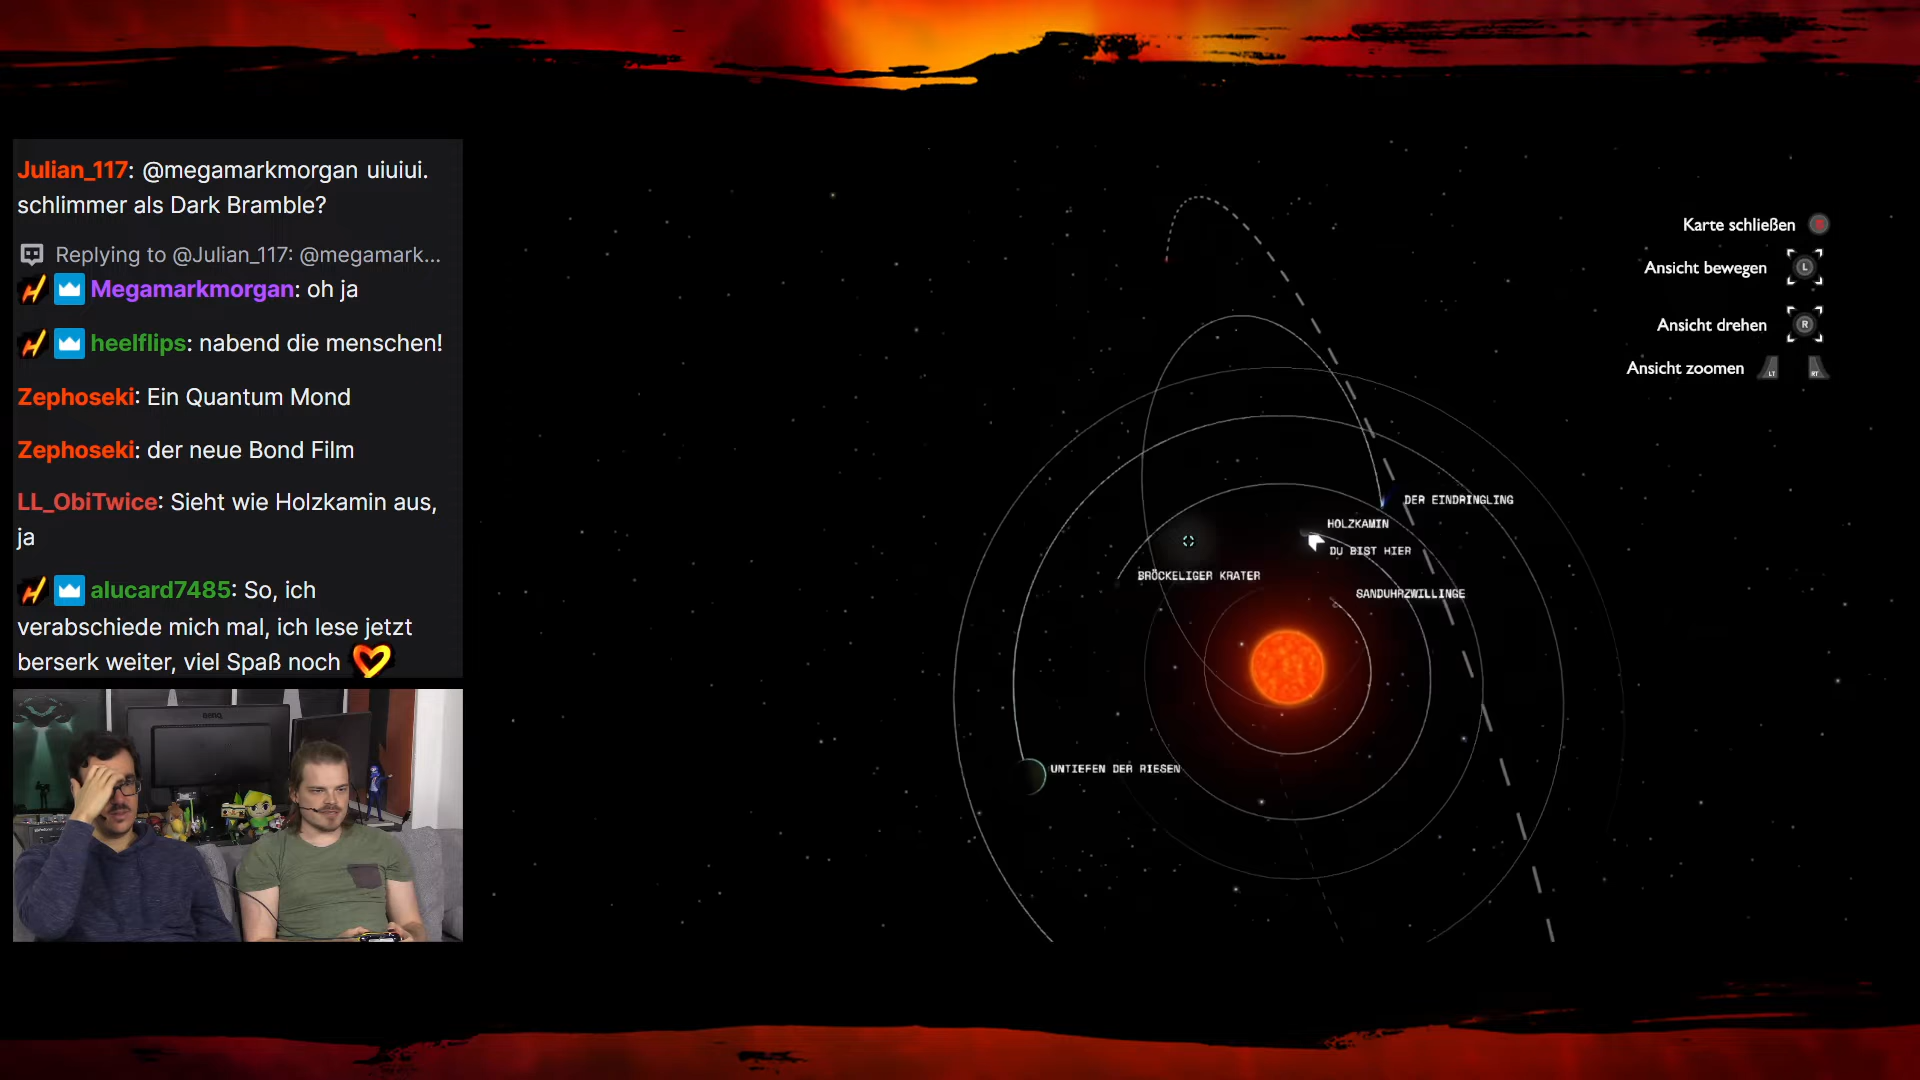 Julian_117: @megamarkmorgan uiuiui.
schlimmer als Dark Bramble?
Replying to @Julian_117: @megamark...
Megamarkmorgan: oh ja
heelflips: nabend die menschen!
Zephoseki: Ein Quantum Mond
Zephoseki: der neue Bond Film
LL_ObiTwice: Sieht wie Holzkamin aus,
ja
alucard7485: So, ich
verabschiede mich mal, ich lese jetzt
berserk weiter, viel Spaß noch
BenQ
Karte schließen
Ansicht bewegen L
Ansicht drehen R
Ansicht zoomen LT RT
DER EINDRINGLING
HOLZKAMIN
DU BIST HIER
BRÖCKELIGER KRATER
SANDUHRZWILLINGE
UNTIEFEN DER RIESEN